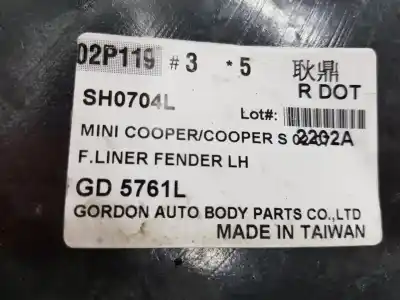 02P119 # 3 * 5 耿鼎
SH0704L R DOT
Lot#:
MINI COOPER/COOPER S 2202A
F.LINER FENDER LH
GD 5761L
GORDON AUTO BODY PARTS CO.,LTD
MADE IN TAIWAN